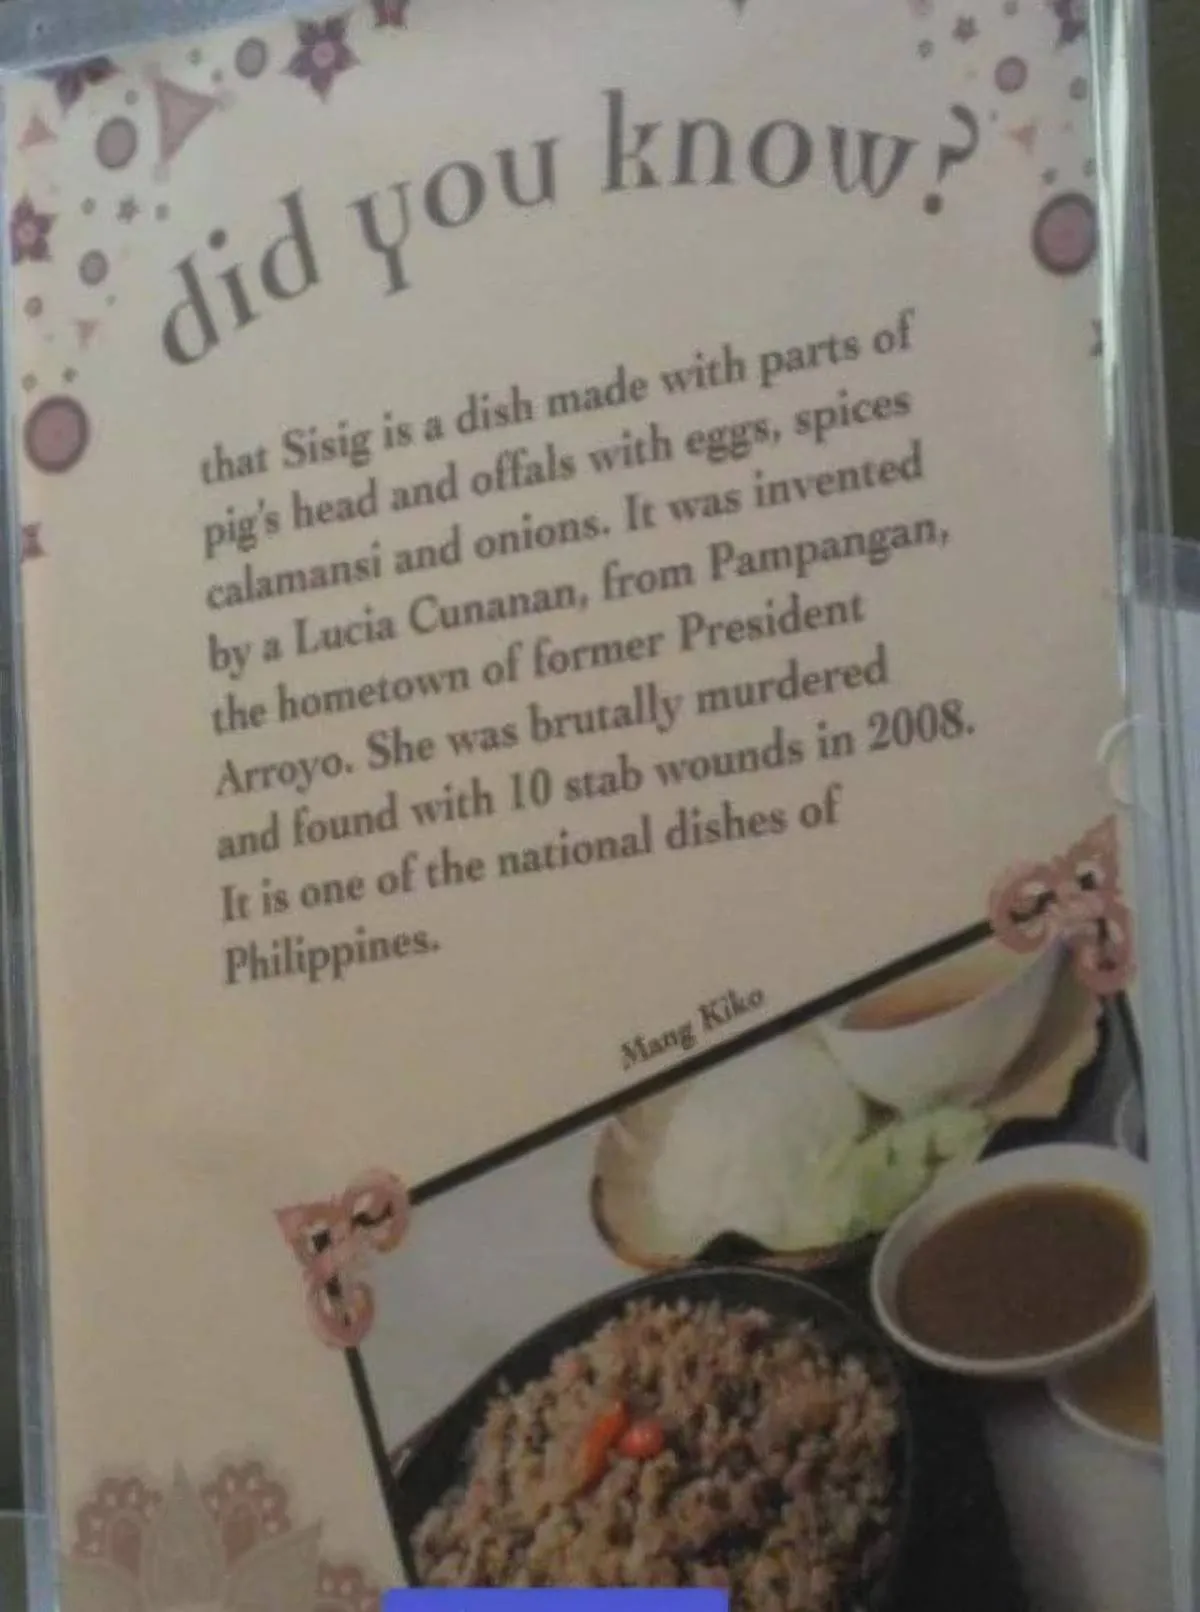 did you know?
that Sisig is a dish made with parts of
pig's head and offals with eggs, spices
calamansi and onions. It was invented
by a Lucia Cunanan, from Pampangan,
the hometown of former President
Arroyo. She was brutally murdered
and found with 10 stab wounds in 2008.
It is one of the national dishes of
Philippines.
Mang Kiko